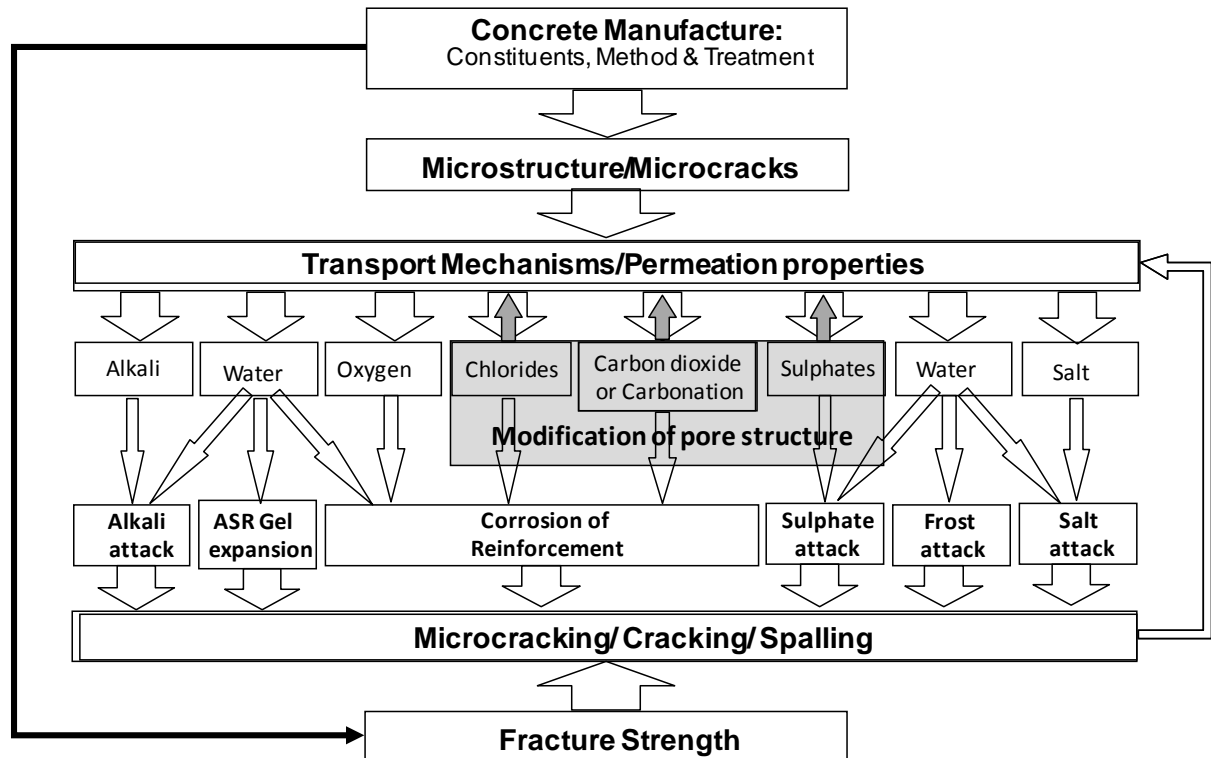 Concrete Manufacture:
Constituents, Method & Treatment
Microstructure/Microcracks
Transport Mechanisms/Permeation properties
Alkali
Water
Oxygen
Chlorides
Carbon dioxide
or Carbonation
Sulphates
Water
Salt
Modification of pore structure
Alkali
attack
ASR Gel
expansion
Corrosion of
Reinforcement
Sulphate
attack
Frost
attack
Salt
attack
Microcracking/ Cracking/ Spalling
Fracture Strength